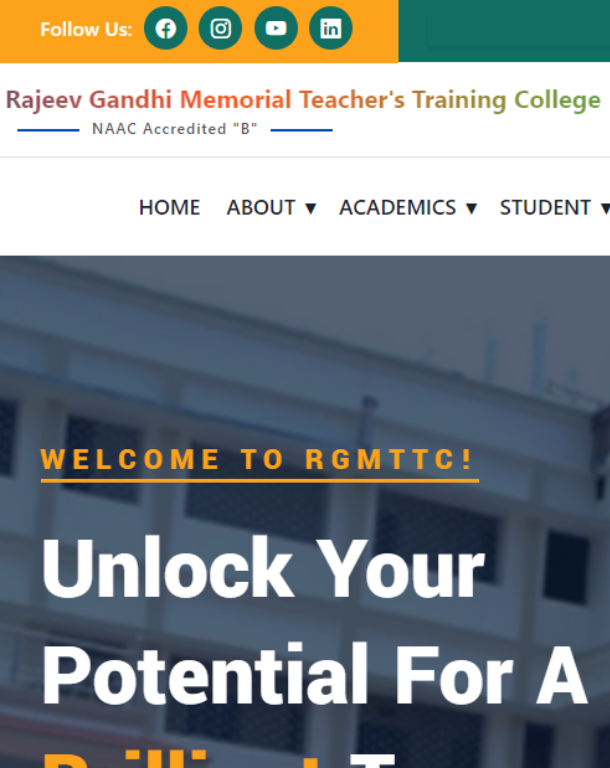 Follow Us:
Rajeev Gandhi Memorial Teacher's Training College
NAAC Accredited "B"
HOME ABOUT ▼ ACADEMICS ▼ STUDENT ▼
WELCOME TO RGMTTC!
Unlock Your
Potential For A